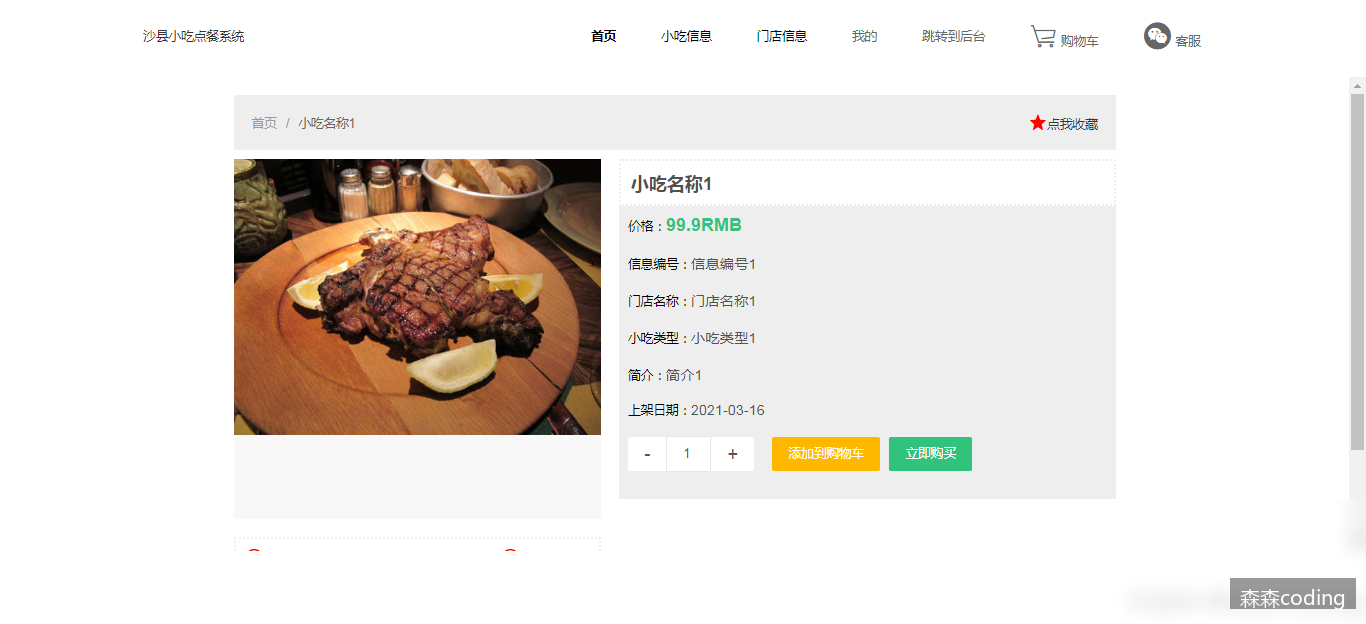 沙县小吃点餐系统 首页 小吃信息 门店信息 我的 跳转到后台 购物车 客服
首页 / 小吃名称1 点我收藏
小吃名称1
价格：99.9RMB
信息编号：信息编号1
门店名称：门店名称1
小吃类型：小吃类型1
简介：简介1
上架日期：2021-03-16
- 1 + 添加到购物车 立即购买
森森coding